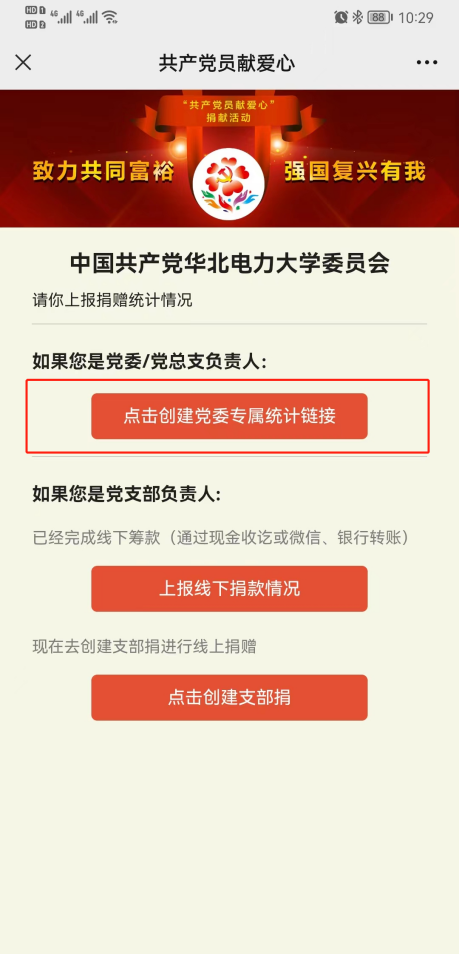 HD 1 4G 4G 88 10:29
HD 2
共产党员献爱心
“共产党员献爱心”
捐献活动
致力共同富裕 强国复兴有我
中国共产党华北电力大学委员会
请你上报捐赠统计情况
如果您是党委/党总支负责人:
点击创建党委专属统计链接
如果您是党支部负责人:
已经完成线下筹款（通过现金收讫或微信、银行转账）
上报线下捐款情况
现在去创建支部捐进行线上捐赠
点击创建支部捐